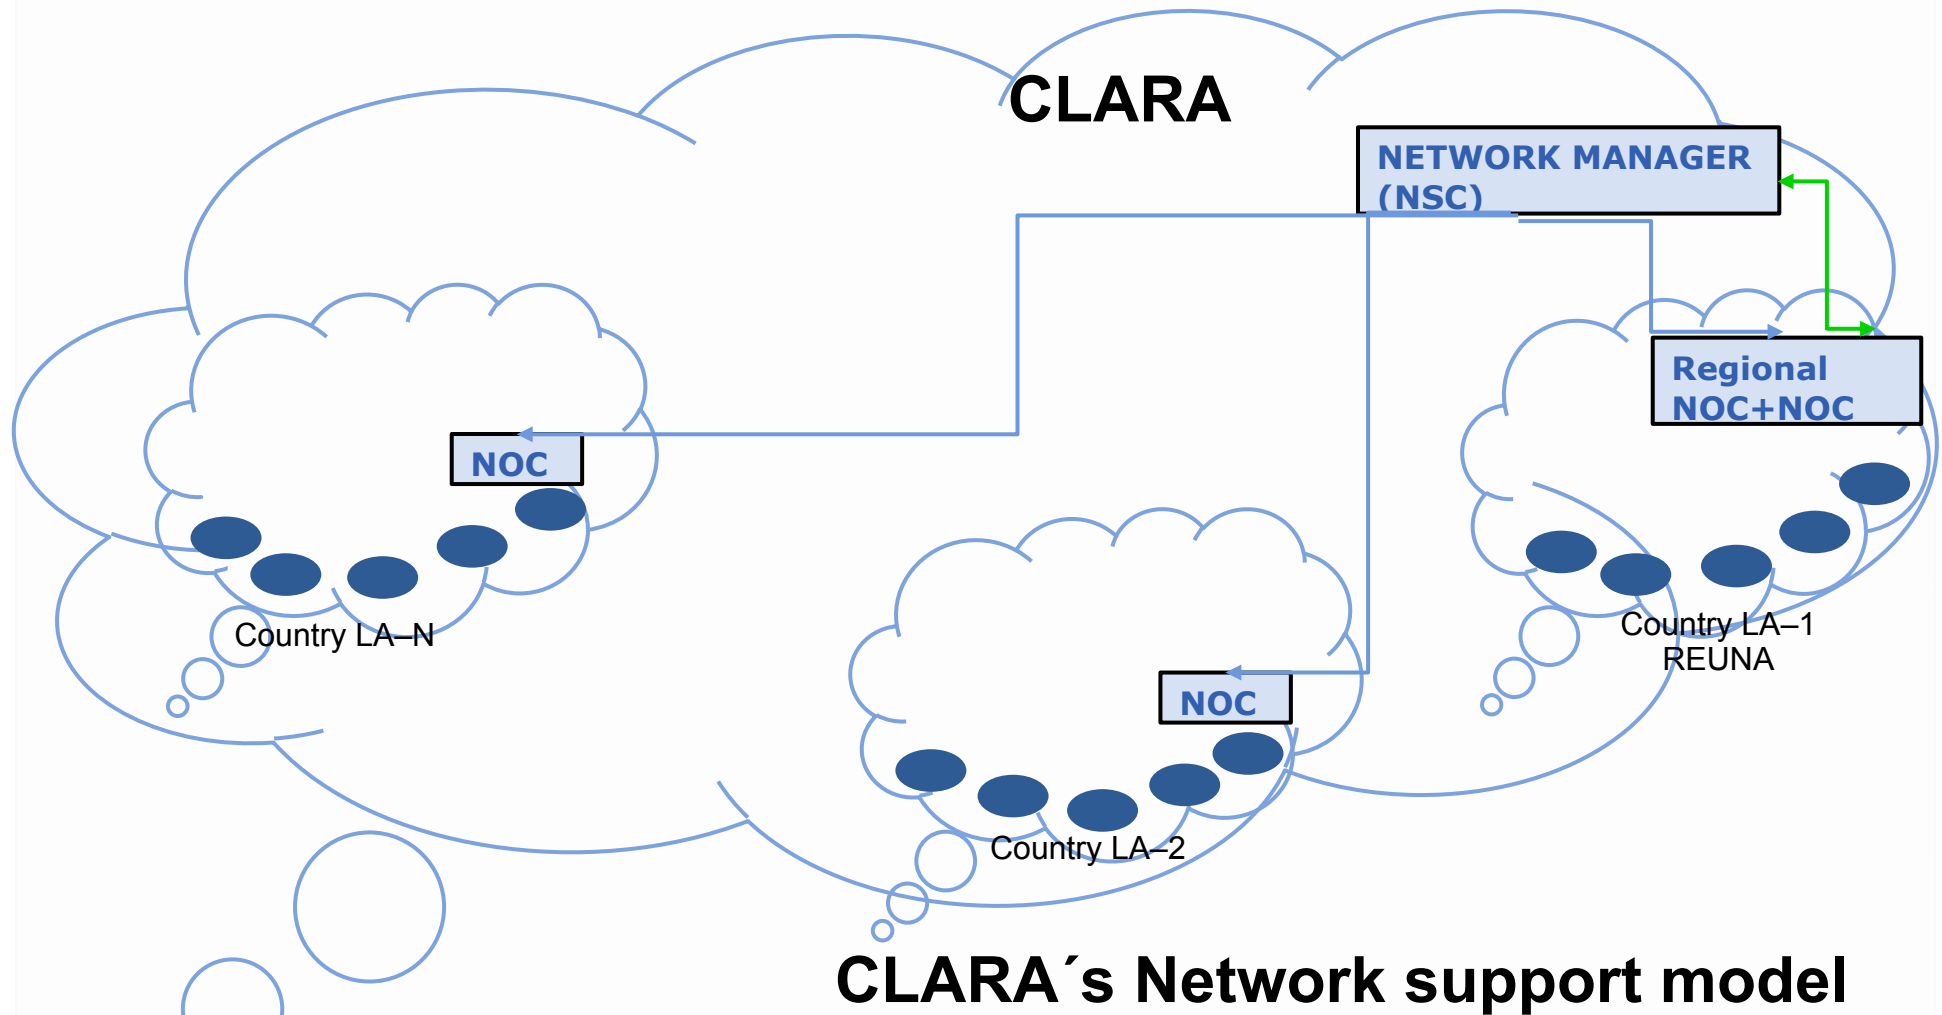 CLARA
NETWORK MANAGER
(NSC)
Regional
NOC+NOC
NOC
Country LA–N
Country LA–1
REUNA
NOC
Country LA–2
CLARA´s Network support model